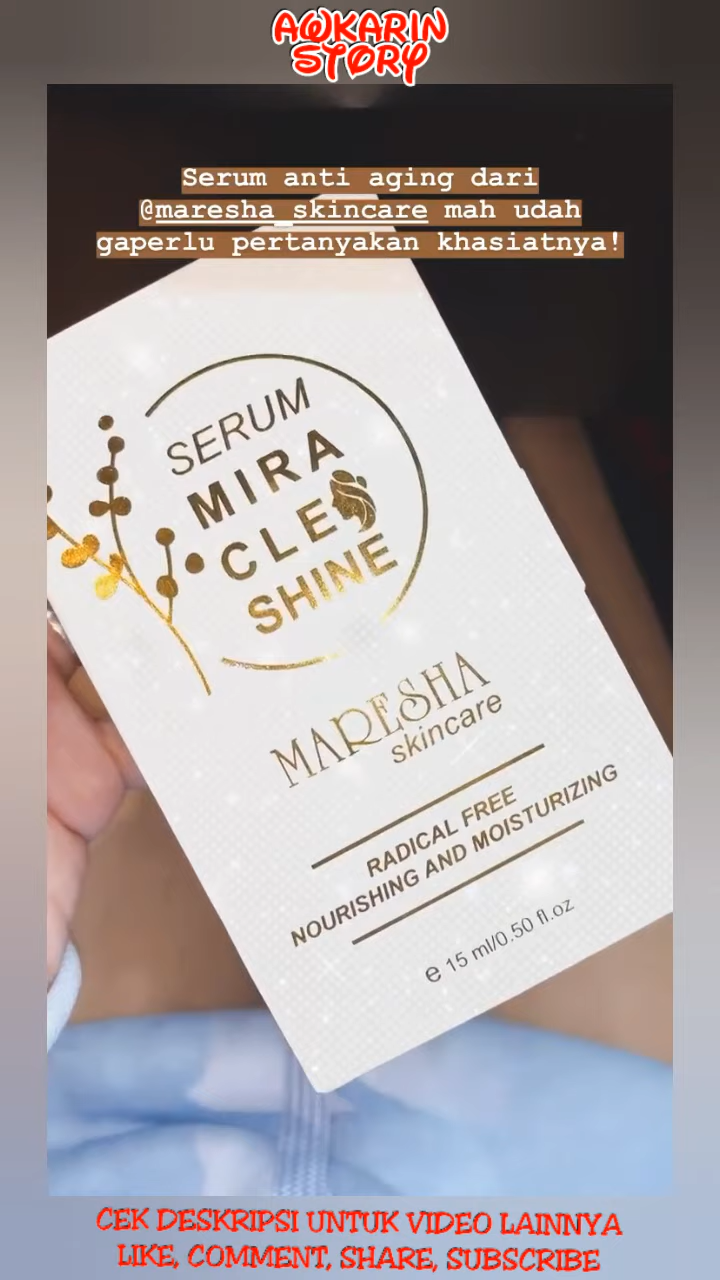 AWKARIN
STORY
Serum anti aging dari
@maresha_skincare mah udah
gaperlu pertanyakan khasiatnya!
SERUM
MIRA
CLE
SHINE
MARESHA
skincare
RADICAL FREE
NOURISHING AND MOISTURIZING
e 15 ml/0.50 fl.oz
CEK DESKRIPSI UNTUK VIDEO LAINNYA
LIKE, COMMENT, SHARE, SUBSCRIBE